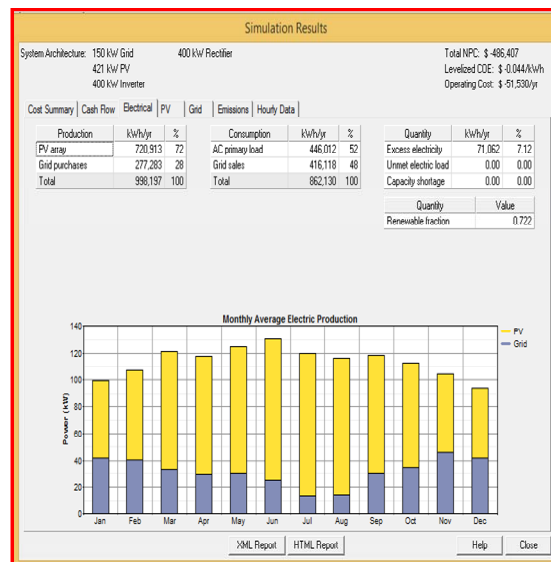 Simulation Results
System Architecture: 150 kW Grid 400 kW Rectifier
421 kW PV
400 kW Inverter
Total NPC: $ -486,407
Levelized COE: $ -0.044/kWh
Operating Cost: $ -51,530/yr
Cost Summary Cash Flow Electrical PV Grid Emissions Hourly Data
Production kWh/yr %
PV array 720,913 72
Grid purchases 277,283 28
Total 998,197 100
Consumption kWh/yr %
AC primary load 446,012 52
Grid sales 416,118 48
Total 862,130 100
Quantity kWh/yr %
Excess electricity 71,062 7.12
Unmet electric load 0.00 0.00
Capacity shortage 0.00 0.00
Quantity Value
Renewable fraction 0.722
Monthly Average Electric Production
Power (kW)
140
120
100
80
60
40
20
0
Jan Feb Mar Apr May Jun Jul Aug Sep Oct Nov Dec
PV
Grid
XML Report HTML Report Help Close